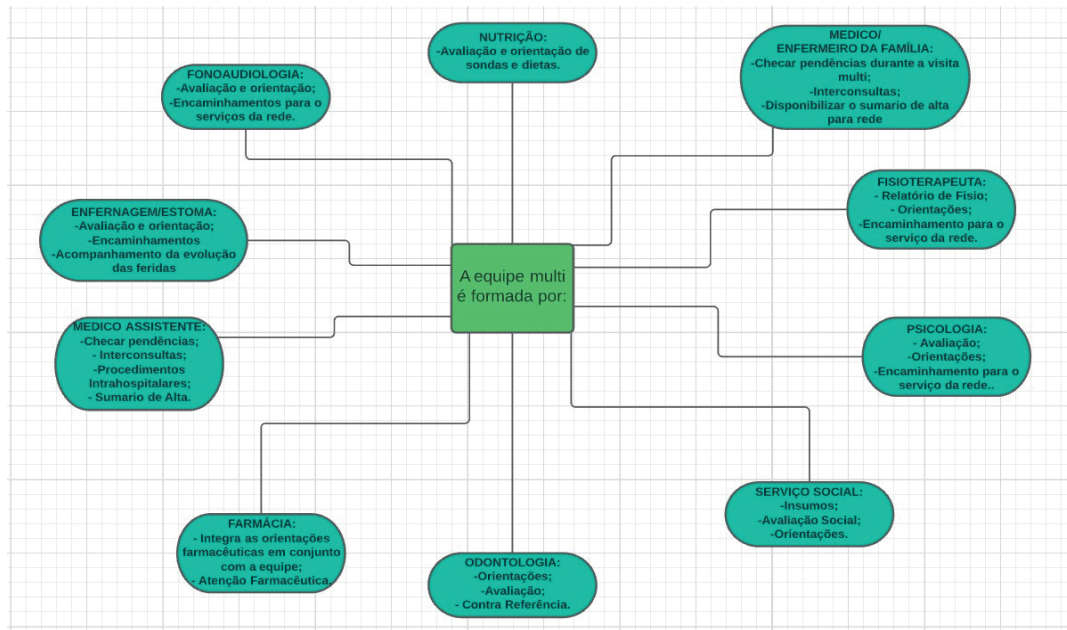 NUTRIÇÃO:
-Avaliação e orientação de
sondas e dietas.
MEDICO/
ENFERMEIRO DA FAMÍLIA:
-Checar pendências durante a visita
multi;
-Interconsultas;
-Disponibilizar o sumario de alta
para rede
FONOAUDIOLOGIA:
-Avaliação e orientação;
-Encaminhamentos para o
serviços da rede.
FISIOTERAPEUTA:
- Relatório de Fisio;
- Orientações;
-Encaminhamento para o
serviço da rede.
ENFERNAGEM/ESTOMA:
-Avaliação e orientação;
-Encaminhamentos
-Acompanhamento da evolução
das feridas
A equipe multi
é formada por:
MEDICO ASSISTENTE:
-Checar pendências;
- Interconsultas;
-Procedimentos
Intrahospitalares;
- Sumario de Alta.
PSICOLOGIA:
- Avaliação;
-Orientações;
-Encaminhamento para o
serviço da rede..
SERVIÇO SOCIAL:
-Insumos;
-Avaliação Social;
-Orientações.
FARMÁCIA:
- Integra as orientações
farmacêuticas em conjunto
com a equipe;
- Atenção Farmacêutica.
ODONTOLOGIA:
-Orientações;
-Avaliação;
- Contra Referência.